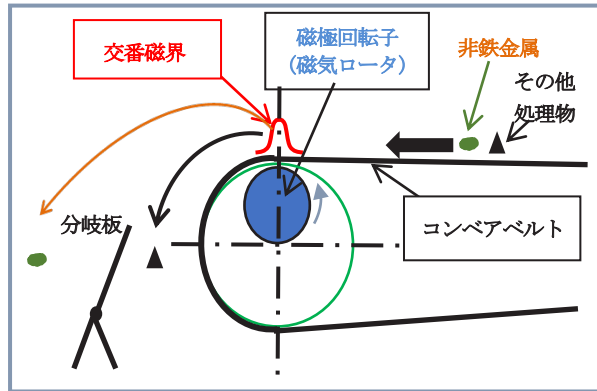 交番磁界
磁極回転子
（磁気ロータ）
非鉄金属
その他
処理物
分岐板
コンベアベルト